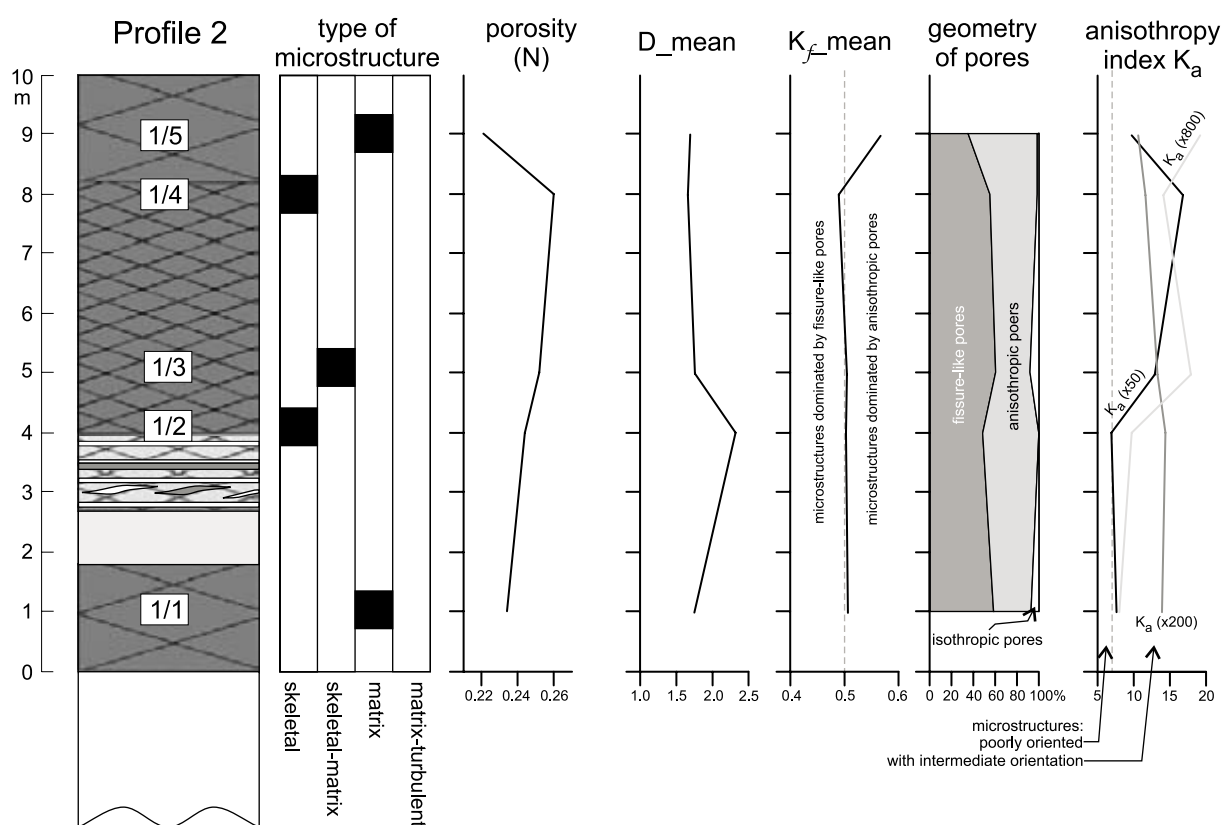 Profile 2
type of
microstructure
porosity
(N)
D_mean
Kf_mean
geometry
of pores
anisothropy
index Ka
10
m
9
8
7
6
5
4
3
2
1
0
1/5
1/4
1/3
1/2
1/1
skeletal
skeletal-matrix
matrix
matrix-turbulent
0.22
0.24
0.26
1.0
1.5
2.0
2.5
microstructures dominated by fissure-like pores
microstructures dominated by anisothropic pores
0.4
0.5
0.6
fissure-like pores
anisothropic poers
isothropic pores
0
20
40
60
80
100%
Ka (x800)
Ka (x50)
Ka (x200)
5
10
15
20
microstructures:
poorly oriented
with intermediate orientation